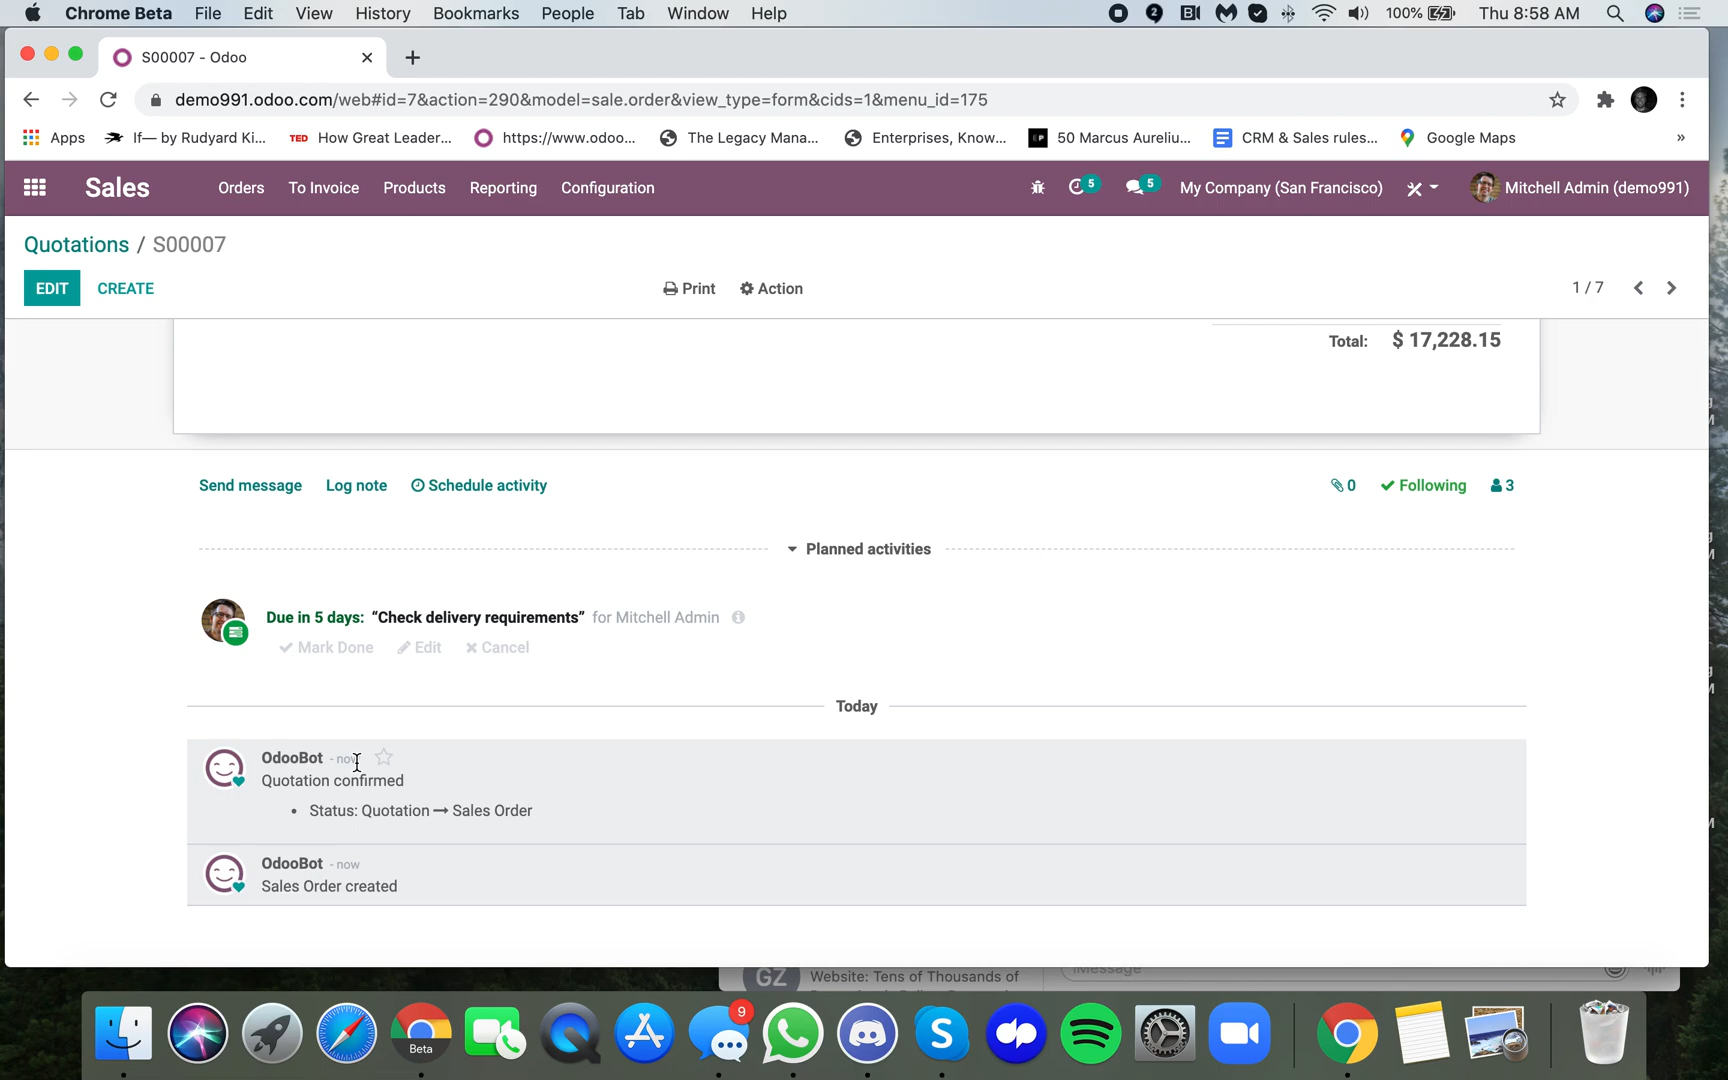 Chrome Beta File Edit View History Bookmarks People Tab Window Help 2 100% Thu 8:58 AM
S00007 - Odoo
demo991.odoo.com/web#id=7&action=290&model=sale.order&view_type=form&cids=1&menu_id=175
Apps If— by Rudyard Ki... TED How Great Leader... https://www.odoo... The Legacy Mana... Enterprises, Know... 50 Marcus Aureliu... CRM & Sales rules... Google Maps »
Sales Orders To Invoice Products Reporting Configuration 5 5 My Company (San Francisco) Mitchell Admin (demo991)
Quotations / S00007
EDIT CREATE Print Action 1 / 7
Total: $ 17,228.15
Send message Log note Schedule activity 0 Following 3
Planned activities
Due in 5 days: “Check delivery requirements” for Mitchell Admin
Mark Done Edit Cancel
Today
OdooBot - now
Quotation confirmed
• Status: Quotation → Sales Order
OdooBot - now
Sales Order created
GZ Website: Tens of Thousands of iMessage
Beta 9